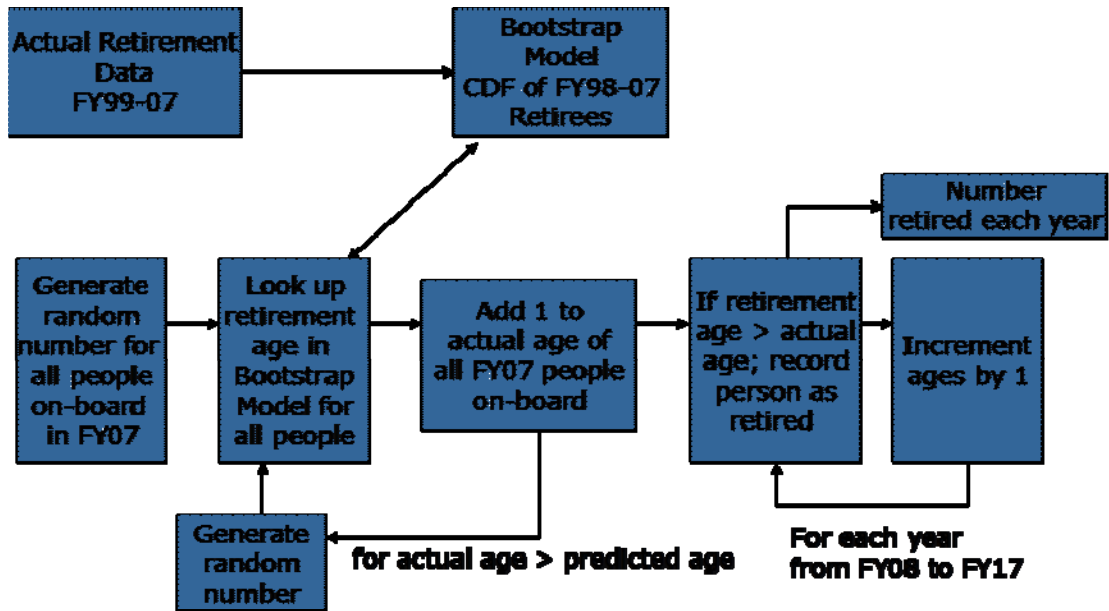 Actual Retirement
Data
FY99-07
Bootstrap
Model
CDF of FY98-07
Retirees
Number
retired each year
Generate
random
number for
all people
on-board
in FY07
Look up
retirement
age in
Bootstrap
Model for
all people
Add 1 to
actual age of
all FY07 people
on-board
If retirement
age > actual
age; record
person as
retired
Increment
ages by 1
Generate
random
number
for actual age > predicted age
For each year
from FY08 to FY17